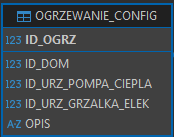 OGRZEWANIE_CONFIG
123 ID_OGRZ
123 ID_DOM
123 ID_URZ_POMPA_CIEPLA
123 ID_URZ_GRZALKA_ELEK
A-Z OPIS